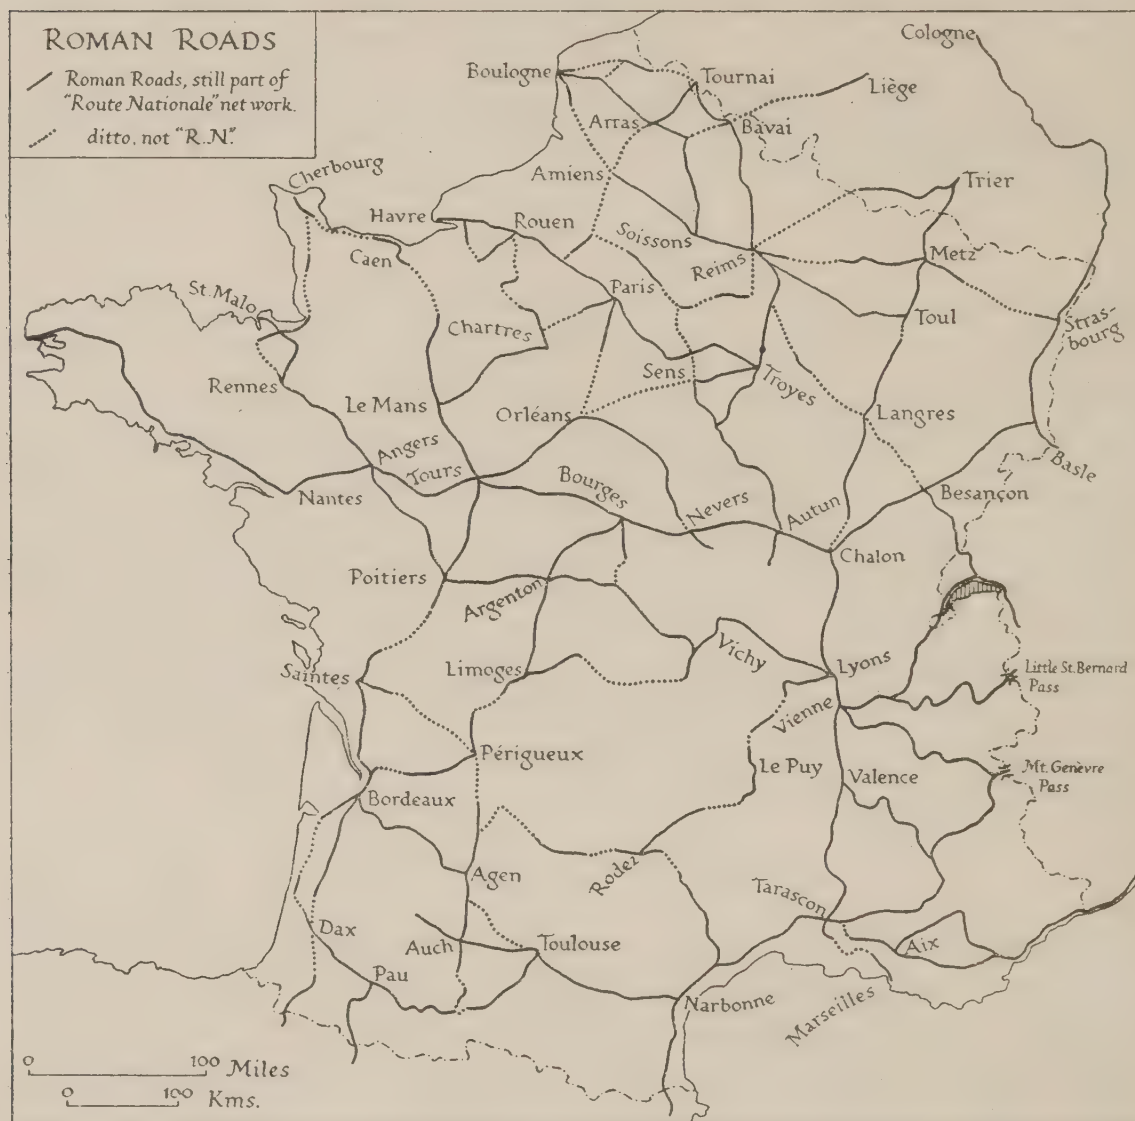 ROMAN ROADS
Roman Roads, still part of
"Route Nationale" net work.
ditto, not "R.N".
Cologne
Boulogne
Tournai
Liège
Arras
Bavai
Amiens
Cherbourg
Trier
Havre
Rouen
Soissons
Caen
Reims
Metz
St. Malo
Paris
Chartres
Toul
Stras-
bourg
Rennes
Sens
Troyes
Le Mans
Orléans
Langres
Angers
Tours
Basle
Nantes
Bourges
Nevers
Autun
Besançon
Chalon
Poitiers
Argenton
Vichy
Lyons
Limoges
Saintes
Little St. Bernard
Pass
Vienne
Périgueux
Le Puy
Valence
Mt. Genèvre
Pass
Bordeaux
Agen
Rodez
Tarascon
Dax
Auch
Toulouse
Aix
Pau
Narbonne
Marseilles
0 100 Miles
0 100 Kms.